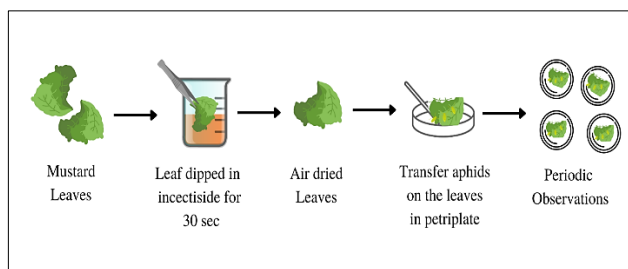 Mustard
Leaves
Leaf dipped in
incectiside for
30 sec
Air dried
Leaves
Transfer aphids
on the leaves
in petriplate
Periodic
Observations